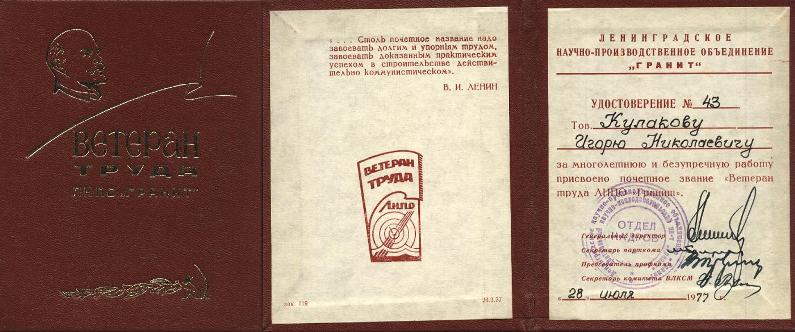 ВЕТЕРАН
ТРУДА
ЛНПО „ГРАНИТ"
«. . . Столь почетное название надо
завоевать долгим и упорным трудом,
завоевать доказанным практическим
успехом в строительстве действи-
тельно коммунистическом».
В. И. ЛЕНИН
ВЕТЕРАН
ТРУДА
ЛНПО
зак. 119
ЛЕНИНГРАДСКОЕ
НАУЧНО-ПРОИЗВОДСТВЕННОЕ ОБЪЕДИНЕНИЕ
„ГРАНИТ"
УДОСТОВЕРЕНИЕ № 43
Тов. Кулакову
Игорю Николаевичу
за многолетнюю и безупречную работу
присвоено почетное звание «Ветеран
труда ЛНПО «Гранит».
ОТДЕЛ
КАДРОВ
Генеральный директор
Секретарь парткома
Председатель профкома
Секретарь комитета ВЛКСМ
«28» июля 1977